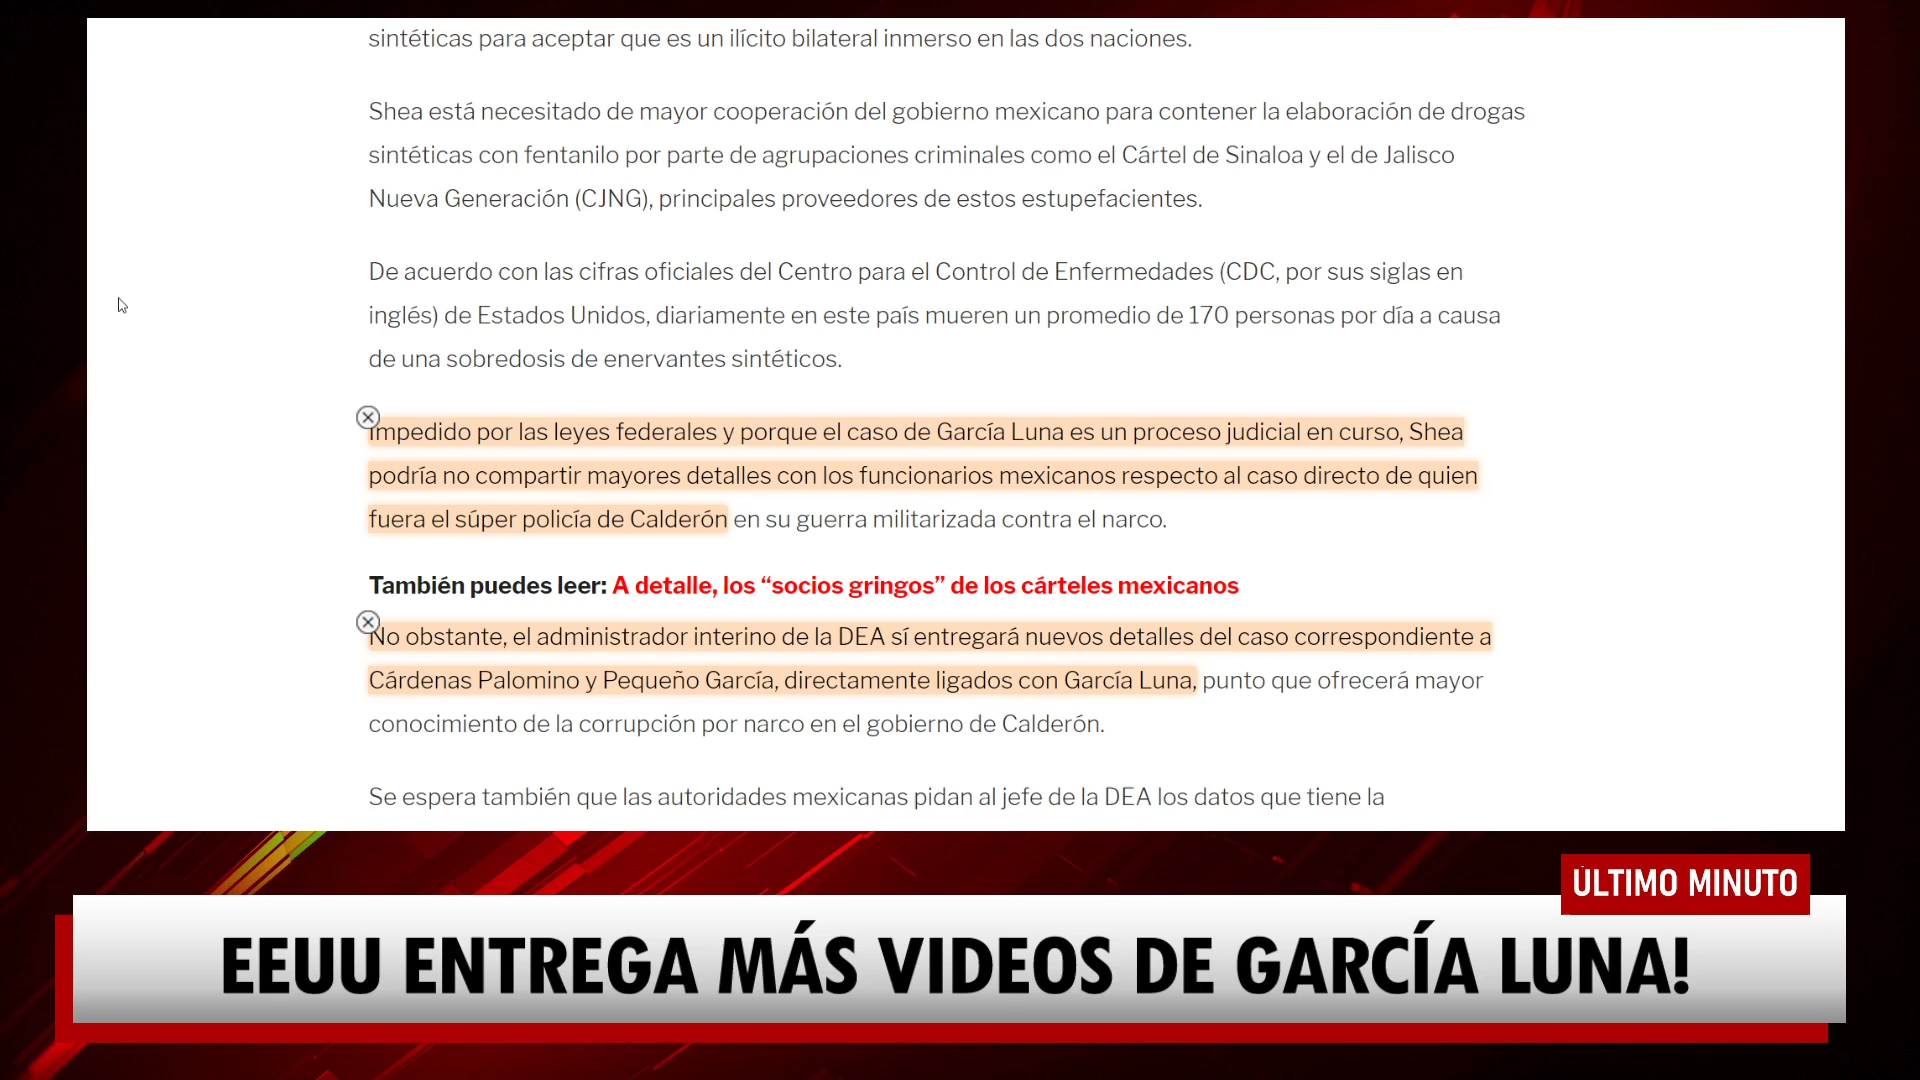 sintéticas para aceptar que es un ilícito bilateral inmerso en las dos naciones.
Shea está necesitado de mayor cooperación del gobierno mexicano para contener la elaboración de drogas
sintéticas con fentanilo por parte de agrupaciones criminales como el Cártel de Sinaloa y el de Jalisco
Nueva Generación (CJNG), principales proveedores de estos estupefacientes.
De acuerdo con las cifras oficiales del Centro para el Control de Enfermedades (CDC, por sus siglas en
inglés) de Estados Unidos, diariamente en este país mueren un promedio de 170 personas por día a causa
de una sobredosis de enervantes sintéticos.
Impedido por las leyes federales y porque el caso de García Luna es un proceso judicial en curso, Shea
podría no compartir mayores detalles con los funcionarios mexicanos respecto al caso directo de quien
fuera el súper policía de Calderón en su guerra militarizada contra el narco.
También puedes leer: A detalle, los “socios gringos” de los cárteles mexicanos
No obstante, el administrador interino de la DEA sí entregará nuevos detalles del caso correspondiente a
Cárdenas Palomino y Pequeño García, directamente ligados con García Luna, punto que ofrecerá mayor
conocimiento de la corrupción por narco en el gobierno de Calderón.
Se espera también que las autoridades mexicanas pidan al jefe de la DEA los datos que tiene la
ÚLTIMO MINUTO
EEUU ENTREGA MÁS VIDEOS DE GARCÍA LUNA!